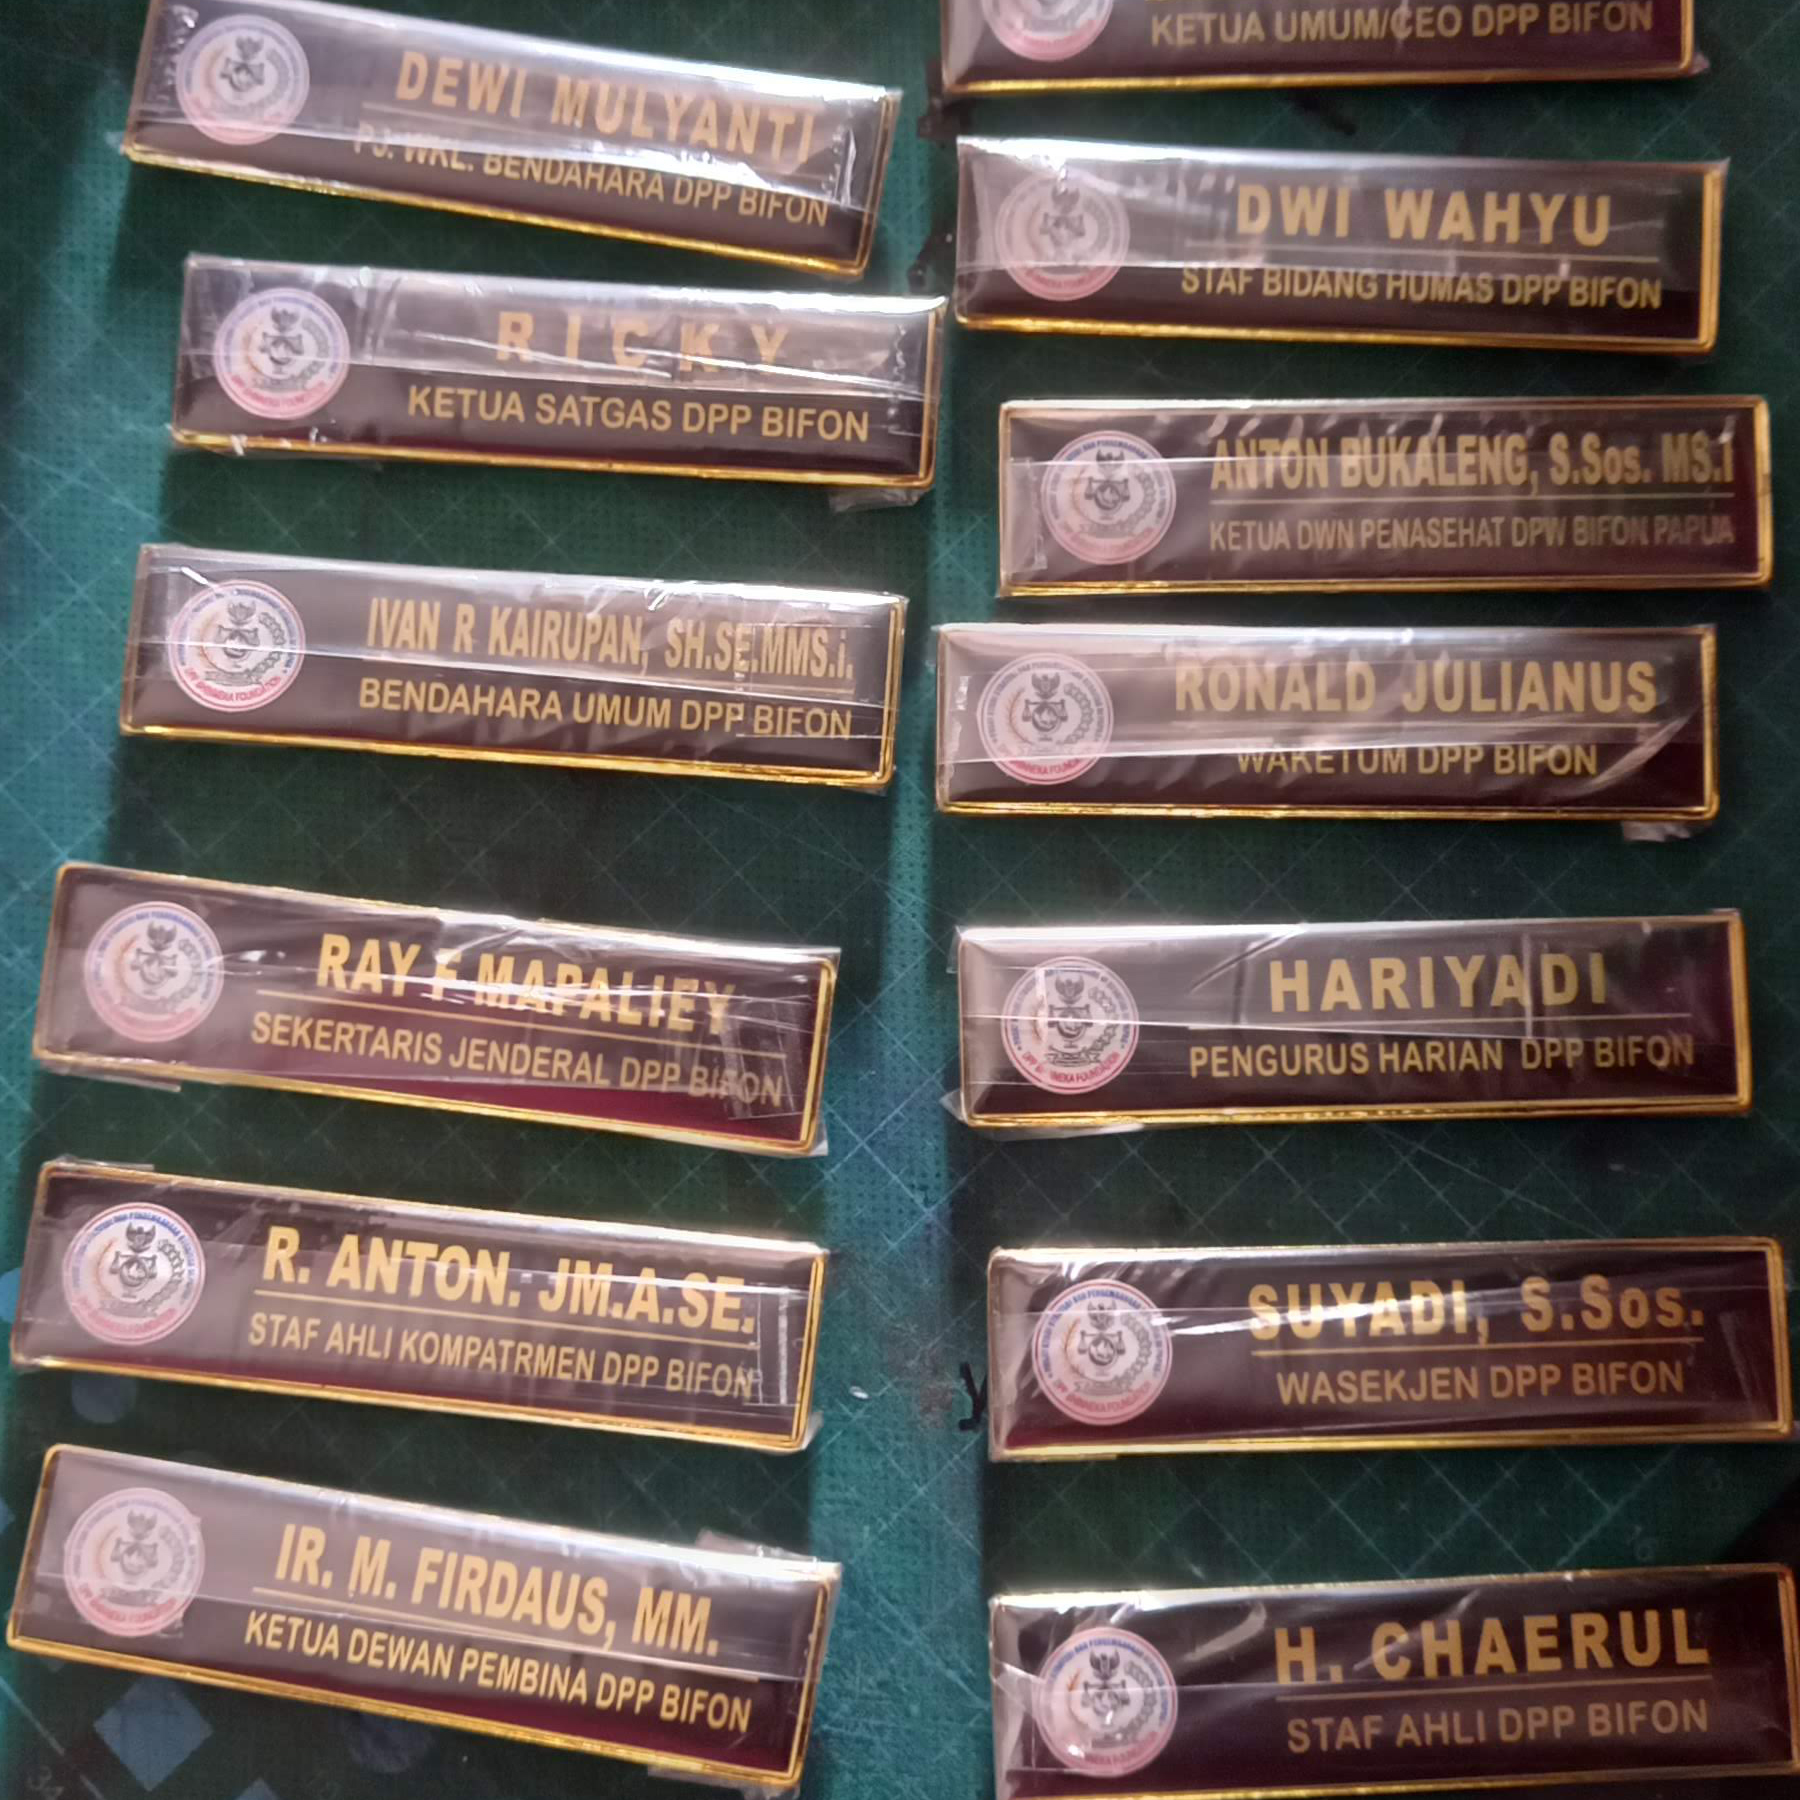 DEWI MULYANTI
PJ. WKL. BENDAHARA DPP BIFON
RICKY
KETUA SATGAS DPP BIFON
IVAN R KAIRUPAN, SH.SE.MMS.i.
BENDAHARA UMUM DPP BIFON
RAY F MAPALIEY
SEKERTARIS JENDERAL DPP BIFON
R. ANTON. JM.A.SE.
STAF AHLI KOMPATRMEN DPP BIFON
IR. M. FIRDAUS, MM.
KETUA DEWAN PEMBINA DPP BIFON
KETUA UMUM/CEO DPP BIFON
DWI WAHYU
STAF BIDANG HUMAS DPP BIFON
ANTON BUKALENG, S.Sos. MS.i
KETUA DWN PENASEHAT DPW BIFON PAPUA
RONALD JULIANUS
WAKETUM DPP BIFON
HARIYADI
PENGURUS HARIAN DPP BIFON
SUYADI, S.Sos.
WASEKJEN DPP BIFON
H. CHAERUL
STAF AHLI DPP BIFON